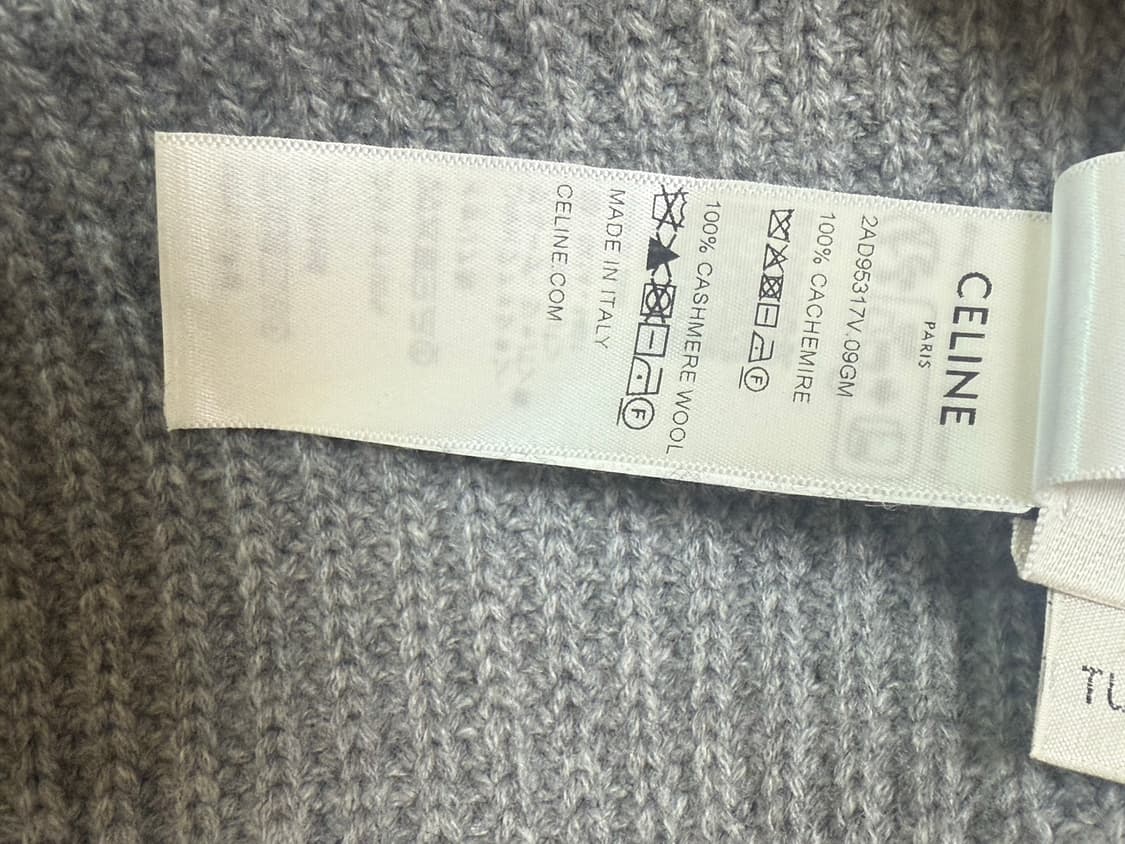 CELINE
PARIS
2AD95317V.09GM
100% CACHEMIRE
F
100% CASHMERE WOOL
F
MADE IN ITALY
CELINE.COM